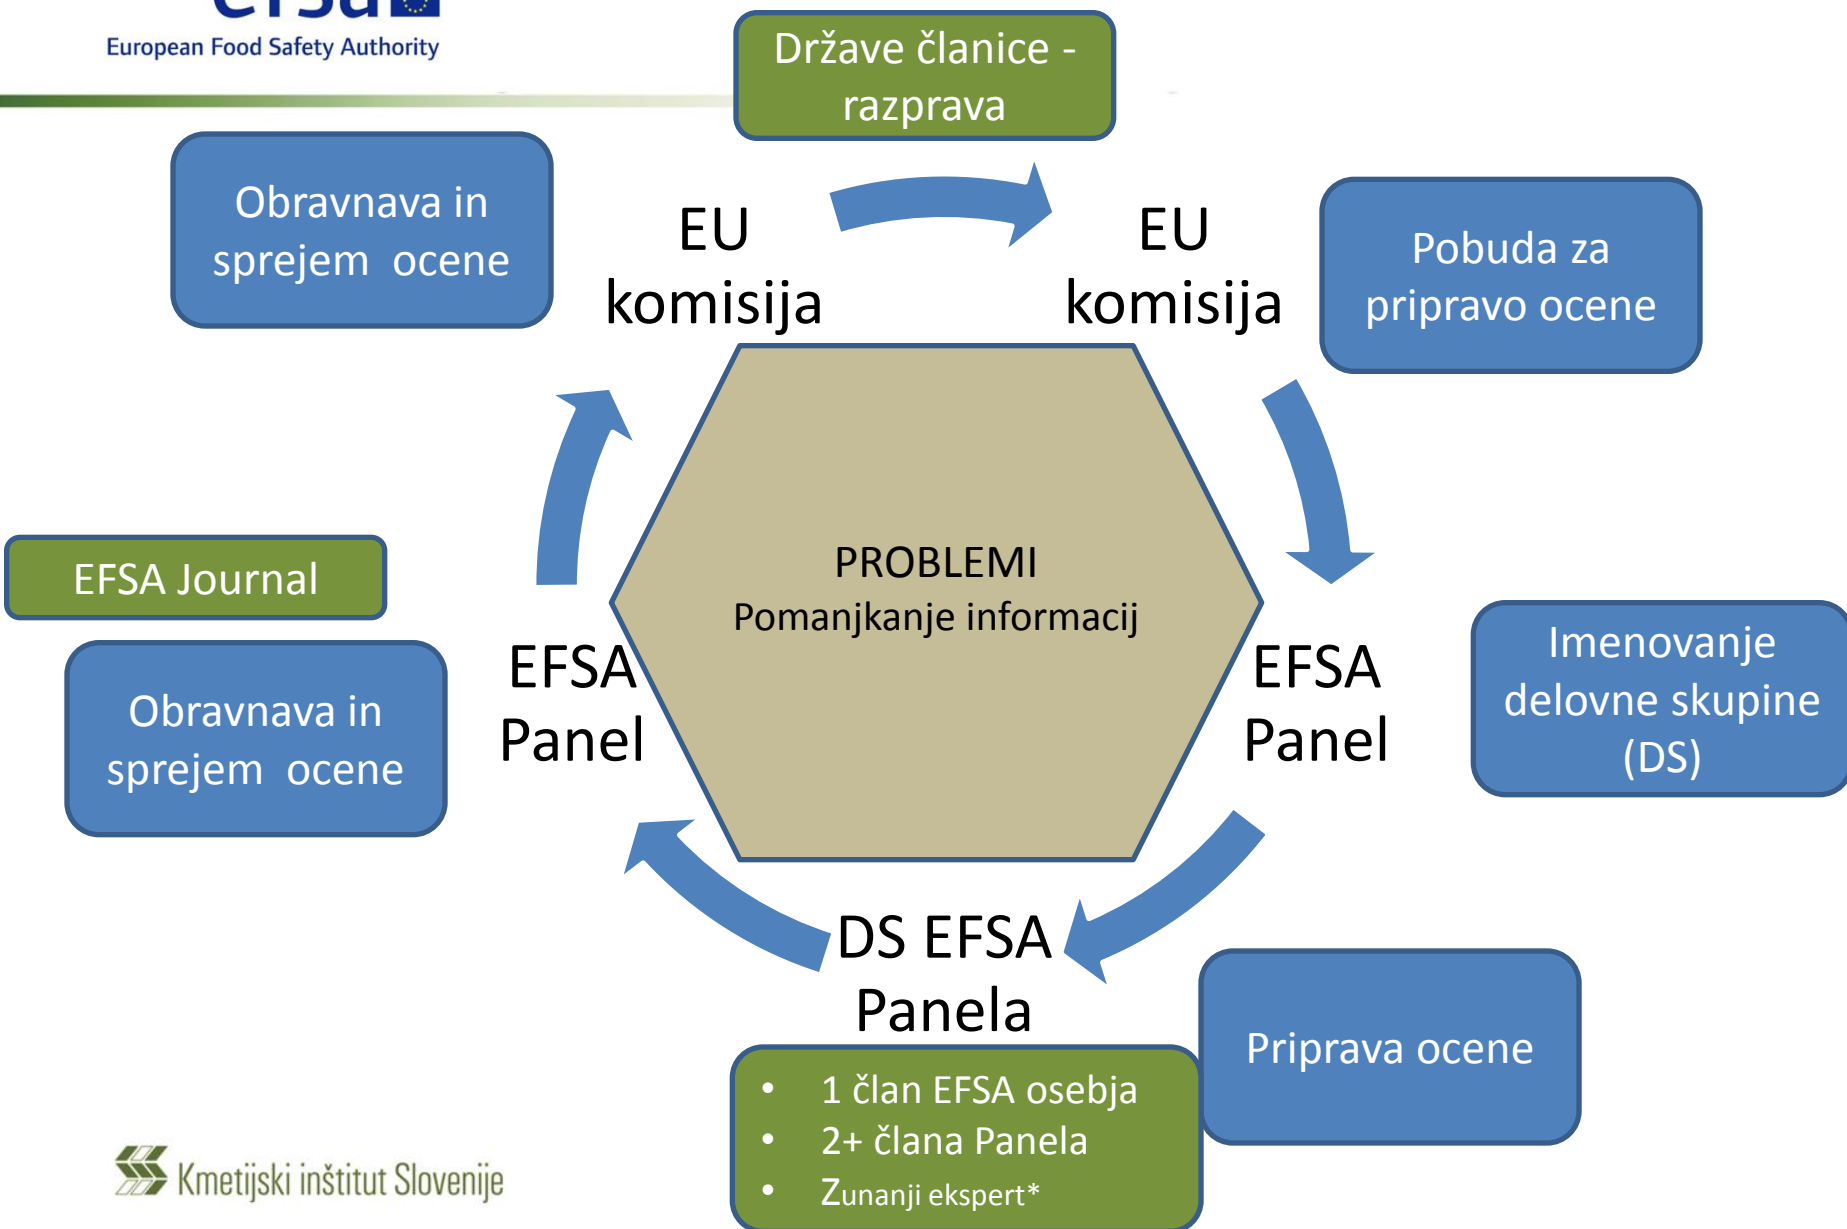 efsa
European Food Safety Authority
Države članice -
razprava
Obravnava in
sprejem ocene
EU
komisija
EU
komisija
Pobuda za
pripravo ocene
PROBLEMI
Pomanjkanje informacij
EFSA Journal
Obravnava in
sprejem ocene
EFSA
Panel
EFSA
Panel
Imenovanje
delovne skupine
(DS)
DS EFSA
Panela
Priprava ocene
• 1 član EFSA osebja
• 2+ člana Panela
• Zunanji ekspert*
Kmetijski inštitut Slovenije